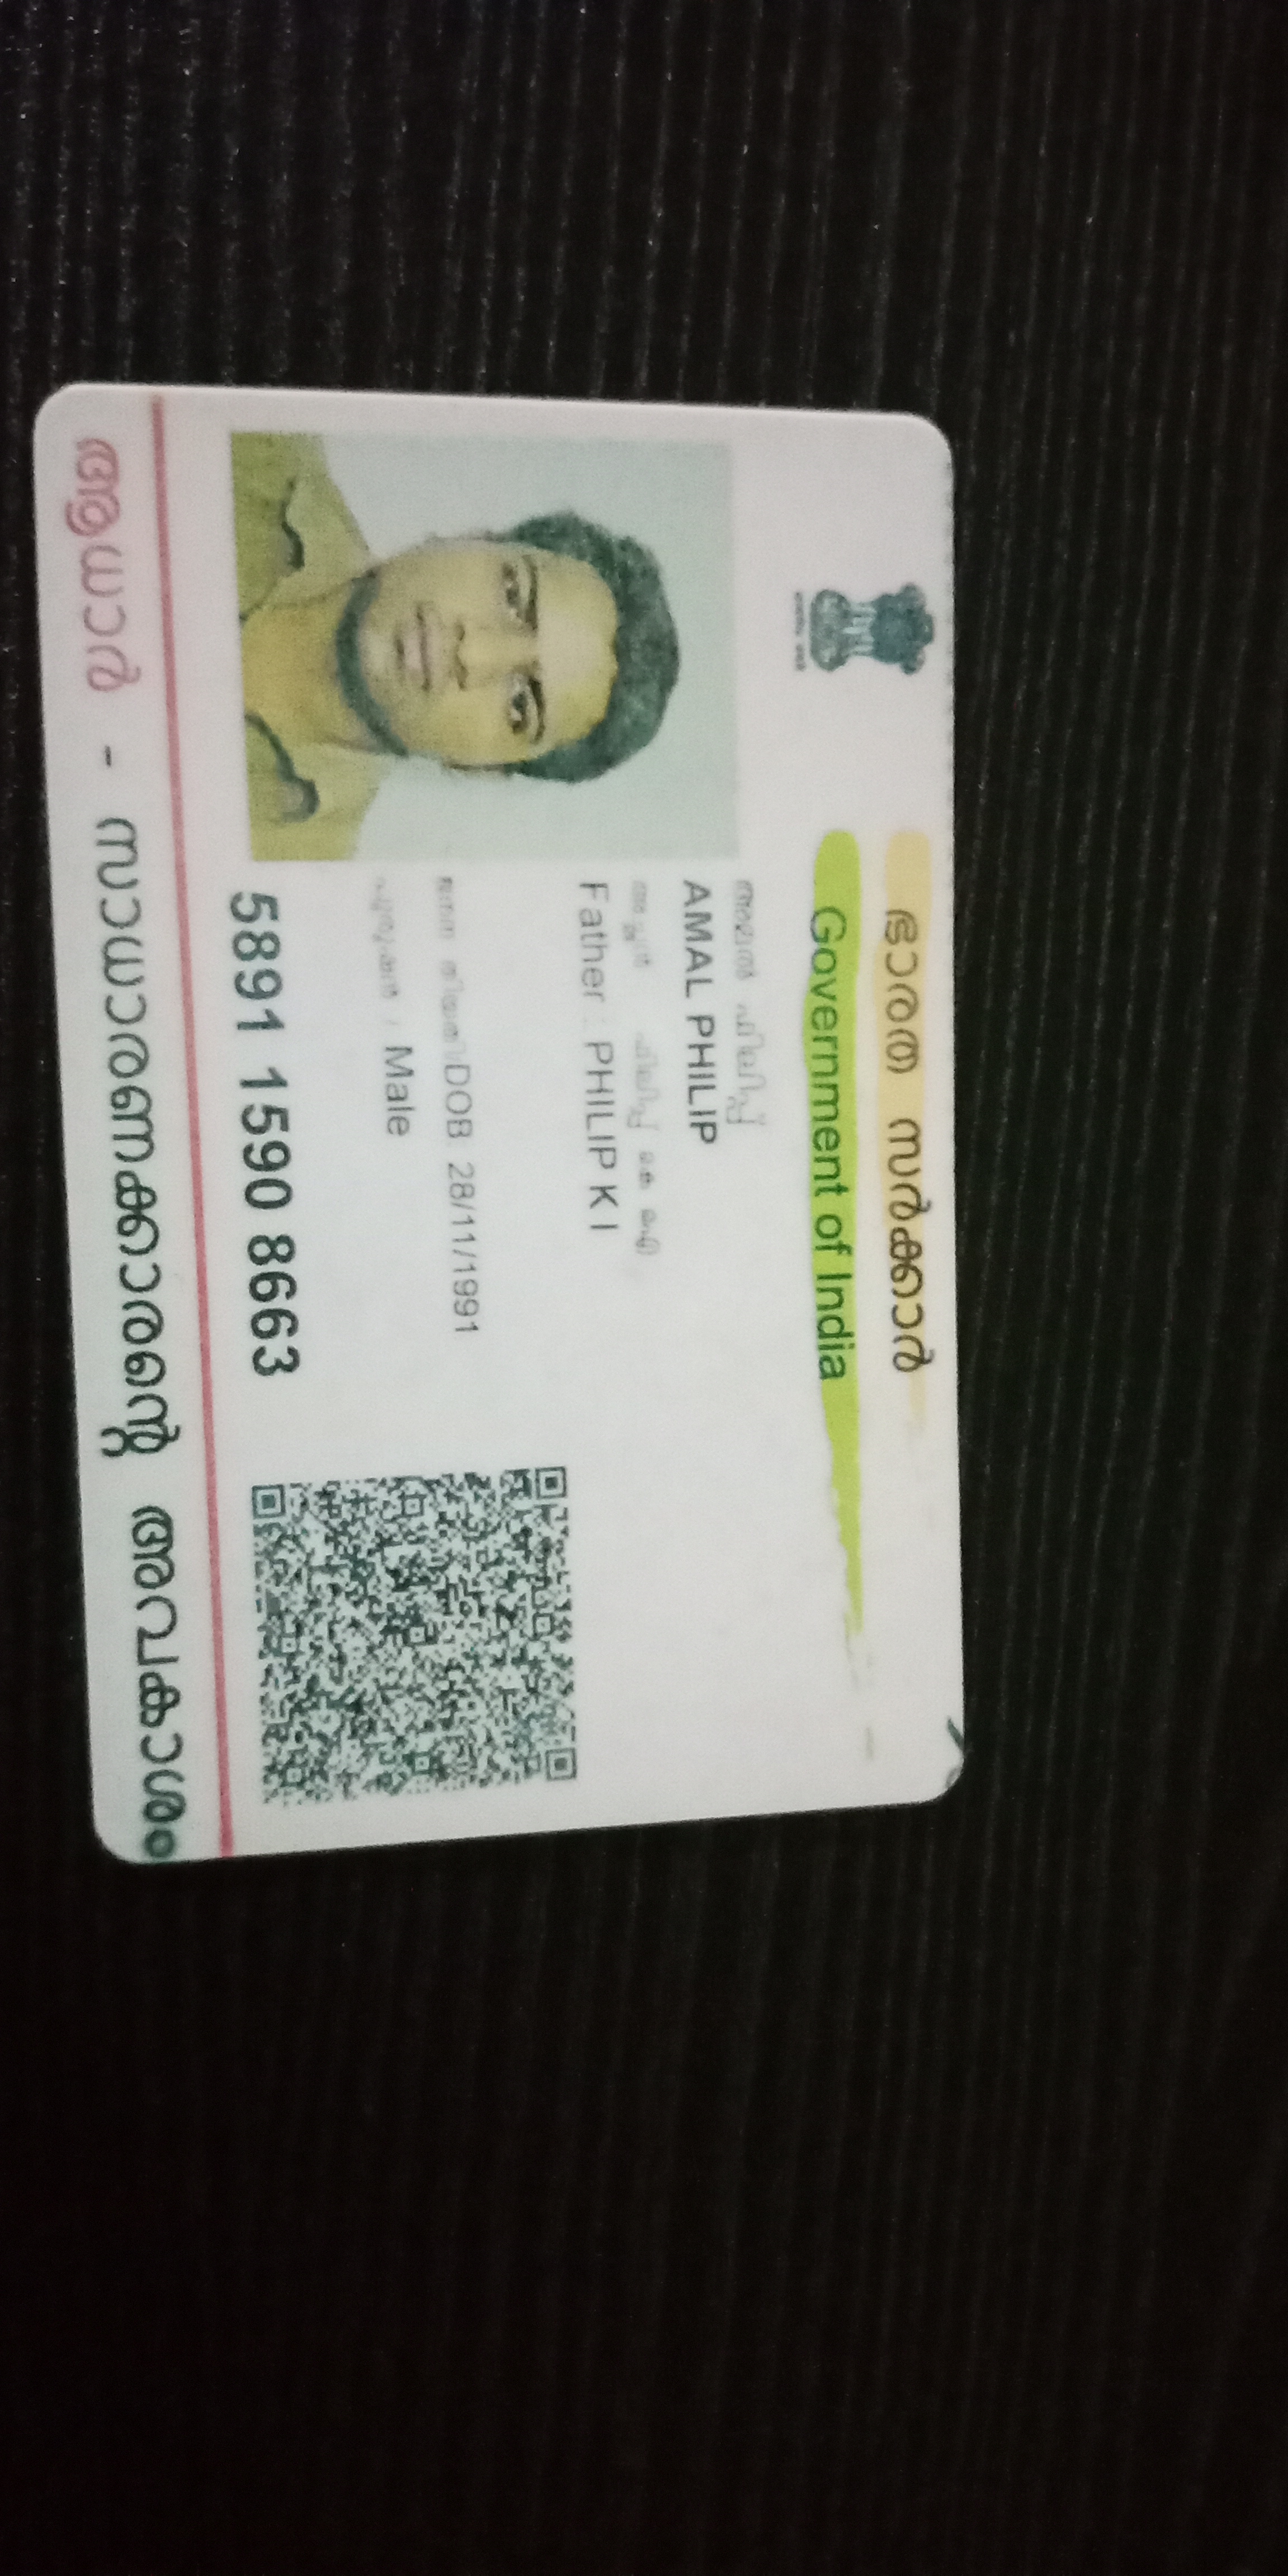 ഭാരത സർക്കാർ
Government of India
അമൽ ഫിലിപ്പ്
AMAL PHILIP
അച്ഛൻ ഫിലിപ്പ് കെ ഐ
Father : PHILIP K I
ജനന തിയതി/DOB 28/11/1991
പുരുഷൻ / Male
5891 1590 8663
ആധാർ - സാധാരണക്കാരന്റെ അവകാശം